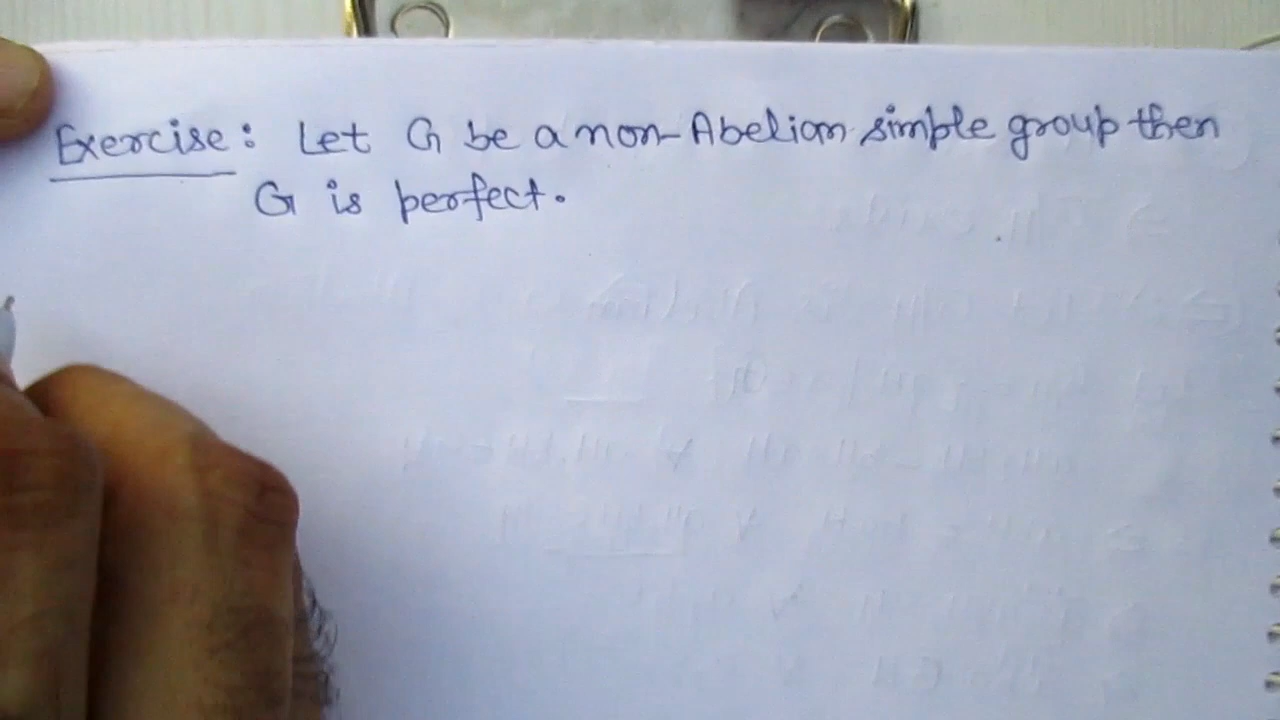 Exercise: Let G be a non-Abelian simple group then
G is perfect.